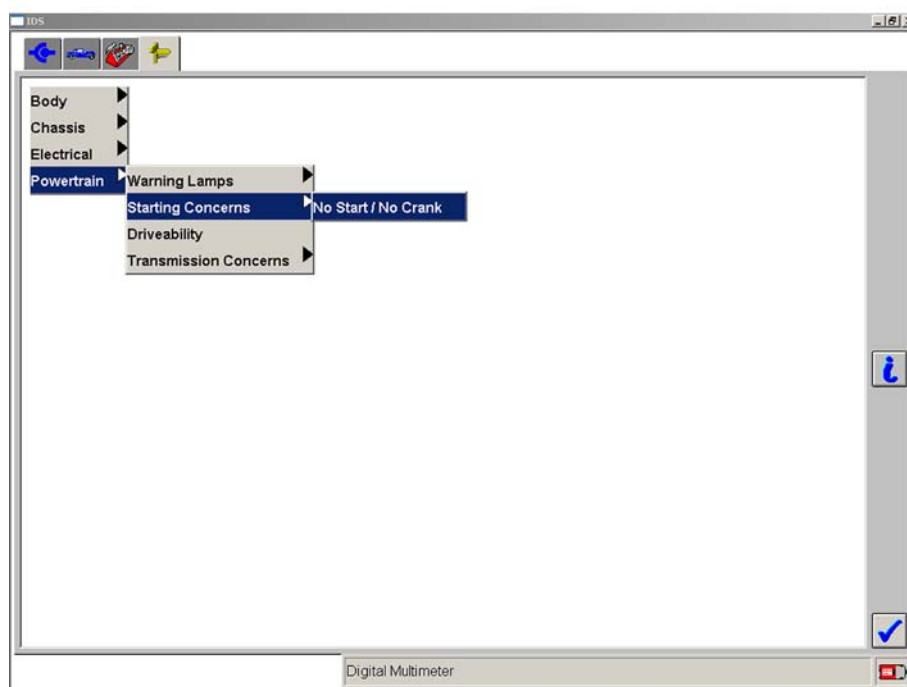 IDS
Body
Chassis
Electrical
Powertrain
Warning Lamps
Starting Concerns
No Start / No Crank
Driveability
Transmission Concerns
Digital Multimeter